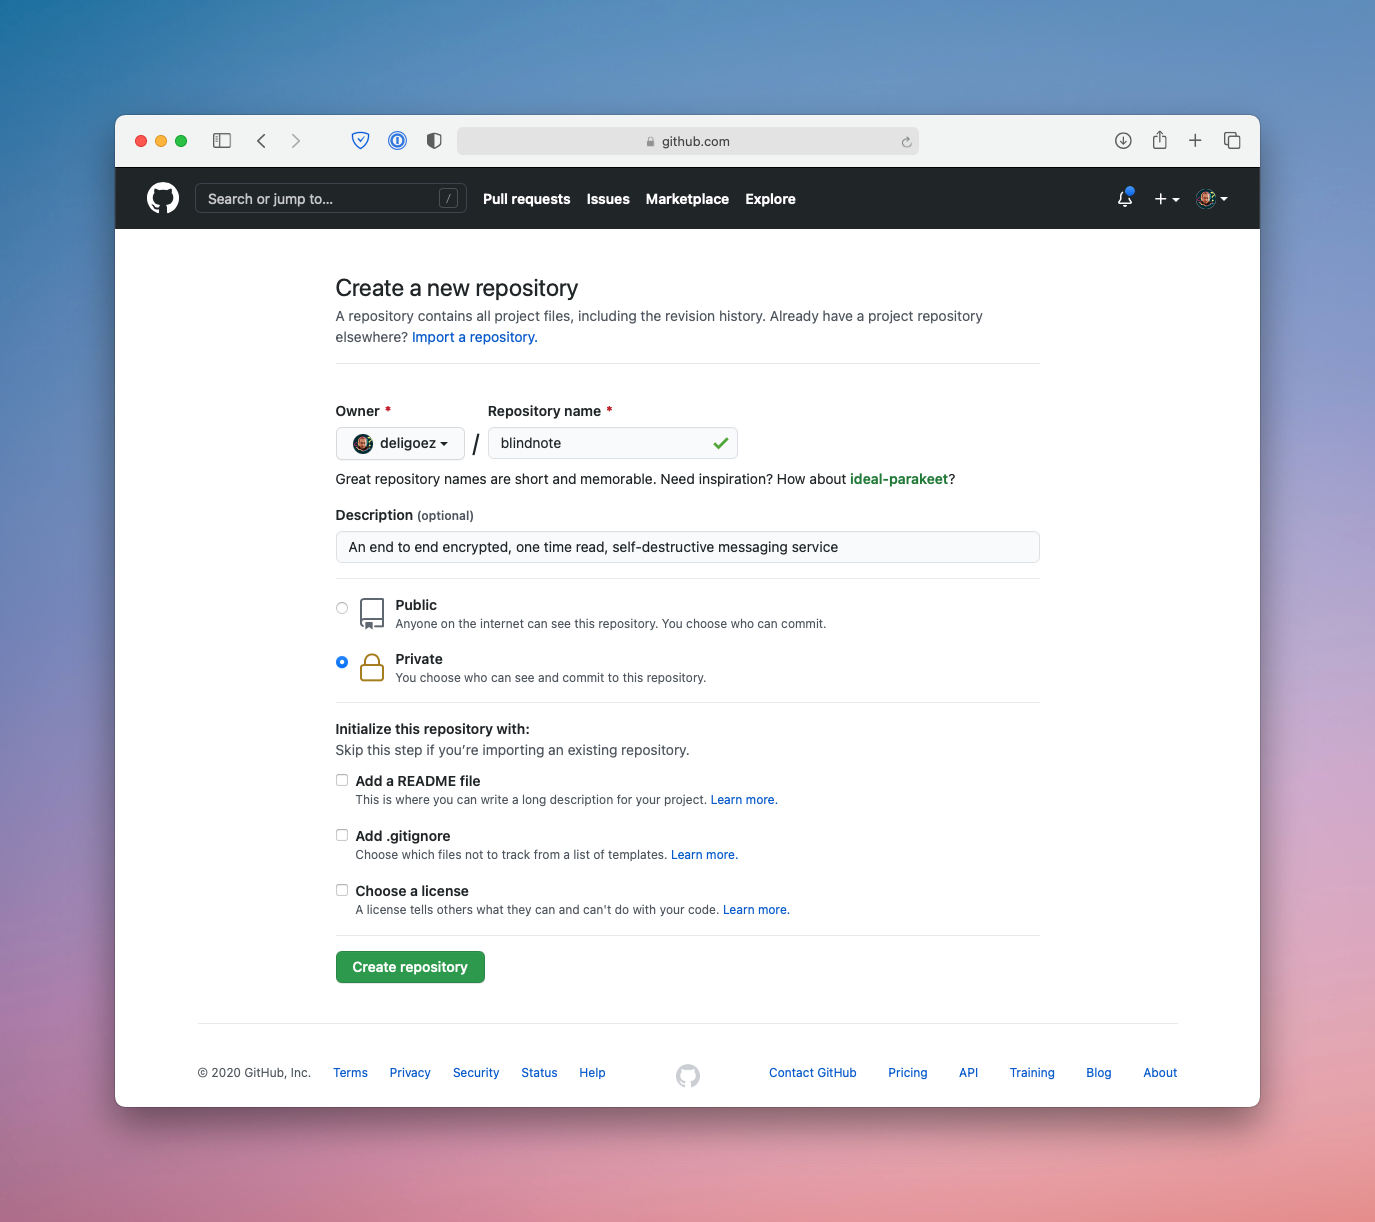 github.com
Search or jump to... /
Pull requests Issues Marketplace Explore
Create a new repository
A repository contains all project files, including the revision history. Already have a project repository
elsewhere? Import a repository.
Owner * Repository name *
deligoez / blindnote
Great repository names are short and memorable. Need inspiration? How about ideal-parakeet?
Description (optional)
An end to end encrypted, one time read, self-destructive messaging service
Public
Anyone on the internet can see this repository. You choose who can commit.
Private
You choose who can see and commit to this repository.
Initialize this repository with:
Skip this step if you’re importing an existing repository.
Add a README file
This is where you can write a long description for your project. Learn more.
Add .gitignore
Choose which files not to track from a list of templates. Learn more.
Choose a license
A license tells others what they can and can't do with your code. Learn more.
Create repository
© 2020 GitHub, Inc. Terms Privacy Security Status Help Contact GitHub Pricing API Training Blog About